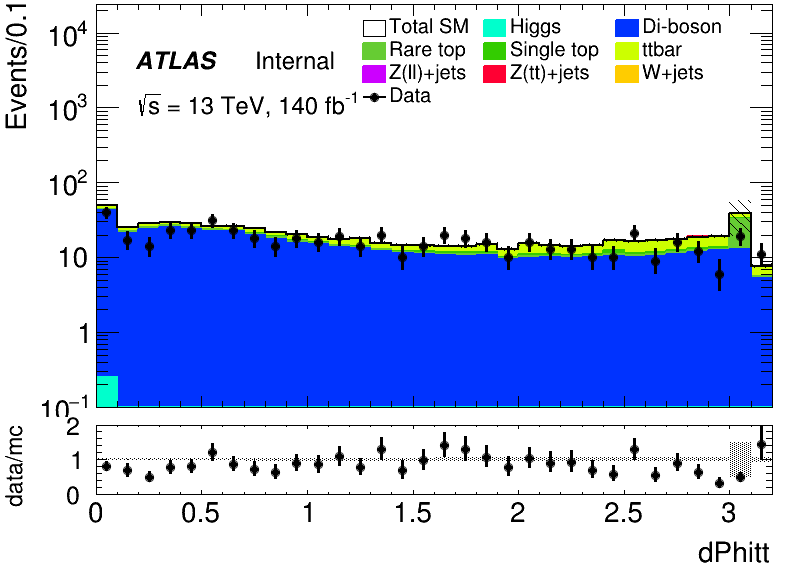 Events/0.1
10⁴
10³
10²
10
1
10⁻¹
ATLAS Internal
√s = 13 TeV, 140 fb⁻¹
Total SM Higgs Di-boson
Rare top Single top ttbar
Z(ll)+jets Z(tt)+jets W+jets
Data
data/mc
2
1
0
0 0.5 1 1.5 2 2.5 3
dPhitt